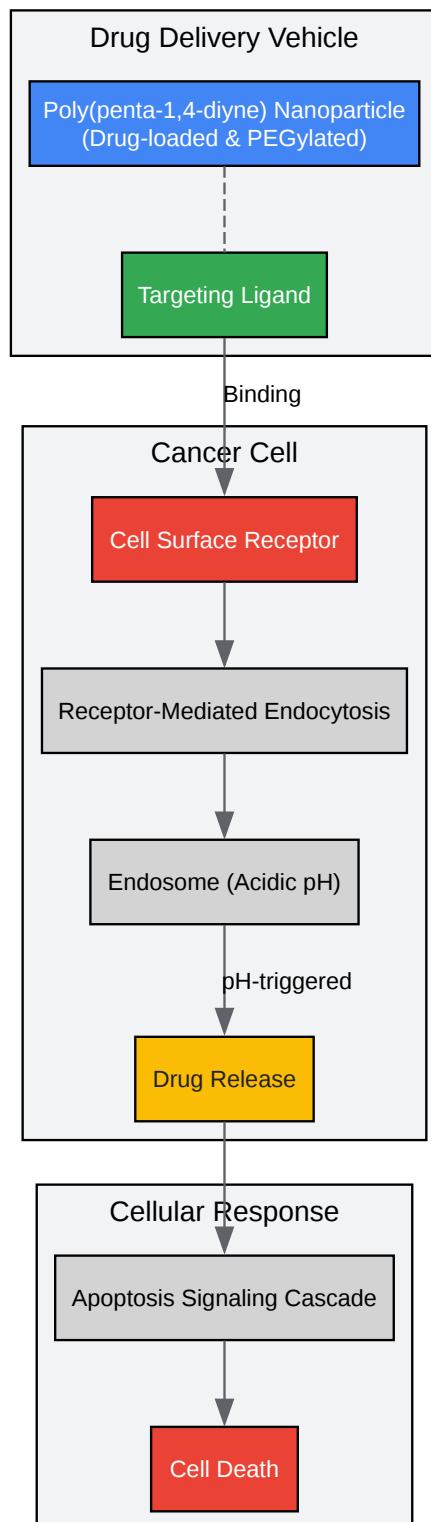 Drug Delivery Vehicle
Poly(penta-1,4-diyne) Nanoparticle
(Drug-loaded & PEGylated)
Targeting Ligand
Binding
Cancer Cell
Cell Surface Receptor
Receptor-Mediated Endocytosis
Endosome (Acidic pH)
pH-triggered
Drug Release
Cellular Response
Apoptosis Signaling Cascade
Cell Death